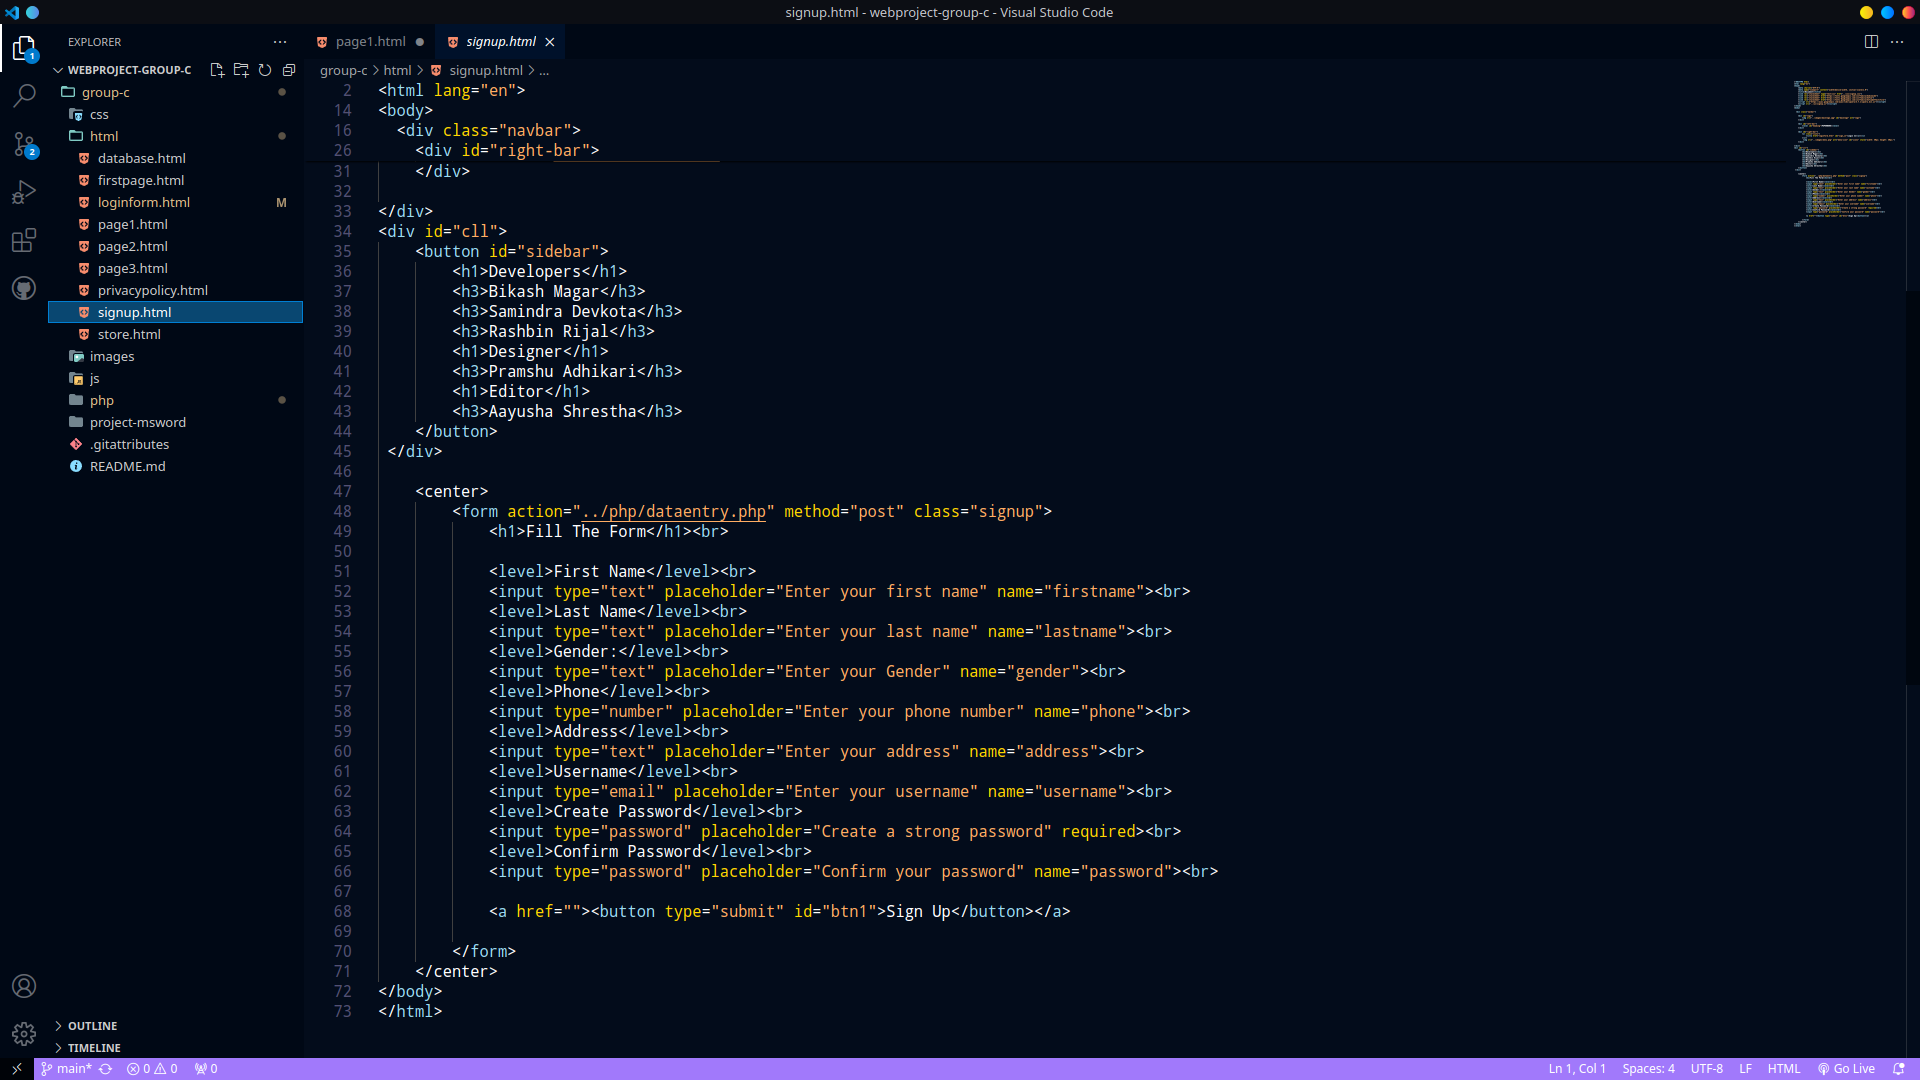 signup.html - webproject-group-c - Visual Studio Code
EXPLORER
page1.html
signup.html
WEBPROJECT-GROUP-C
group-c > html > signup.html > ...
group-c
css
html
database.html
firstpage.html
loginform.html M
page1.html
page2.html
page3.html
privacypolicy.html
signup.html
store.html
images
js
php
project-msword
.gitattributes
README.md
1
2
2 <html lang="en">
14 <body>
16 <div class="navbar">
26 <div id="right-bar">
31 </div>
32
33 </div>
34 <div id="cll">
35 <button id="sidebar">
36 <h1>Developers</h1>
37 <h3>Bikash Magar</h3>
38 <h3>Samindra Devkota</h3>
39 <h3>Rashbin Rijal</h3>
40 <h1>Designer</h1>
41 <h3>Pramshu Adhikari</h3>
42 <h1>Editor</h1>
43 <h3>Aayusha Shrestha</h3>
44 </button>
45 </div>
46
47 <center>
48 <form action="../php/dataentry.php" method="post" class="signup">
49 <h1>Fill The Form</h1><br>
50
51 <level>First Name</level><br>
52 <input type="text" placeholder="Enter your first name" name="firstname"><br>
53 <level>Last Name</level><br>
54 <input type="text" placeholder="Enter your last name" name="lastname"><br>
55 <level>Gender:</level><br>
56 <input type="text" placeholder="Enter your Gender" name="gender"><br>
57 <level>Phone</level><br>
58 <input type="number" placeholder="Enter your phone number" name="phone"><br>
59 <level>Address</level><br>
60 <input type="text" placeholder="Enter your address" name="address"><br>
61 <level>Username</level><br>
62 <input type="email" placeholder="Enter your username" name="username"><br>
63 <level>Create Password</level><br>
64 <input type="password" placeholder="Create a strong password" required><br>
65 <level>Confirm Password</level><br>
66 <input type="password" placeholder="Confirm your password" name="password"><br>
67
68 <a href=""><button type="submit" id="btn1">Sign Up</button></a>
69
70 </form>
71 </center>
72 </body>
73 </html>
OUTLINE
TIMELINE
main* 0 0 0
Ln 1, Col 1 Spaces: 4 UTF-8 LF HTML Go Live